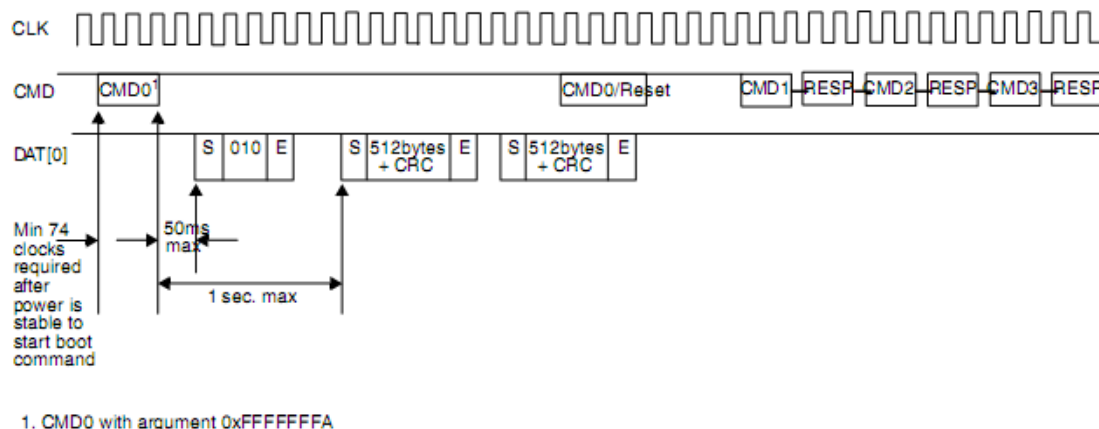 CLK
CMD CMD0¹ CMD0/Reset CMD1 RESP CMD2 RESP CMD3 RESP
DAT[0] S 010 E S 512bytes + CRC E S 512bytes + CRC E
Min 74
clocks
required
after
power is
stable to
start boot
command
50ms
max
1 sec. max
1. CMD0 with argument 0xFFFFFFFA